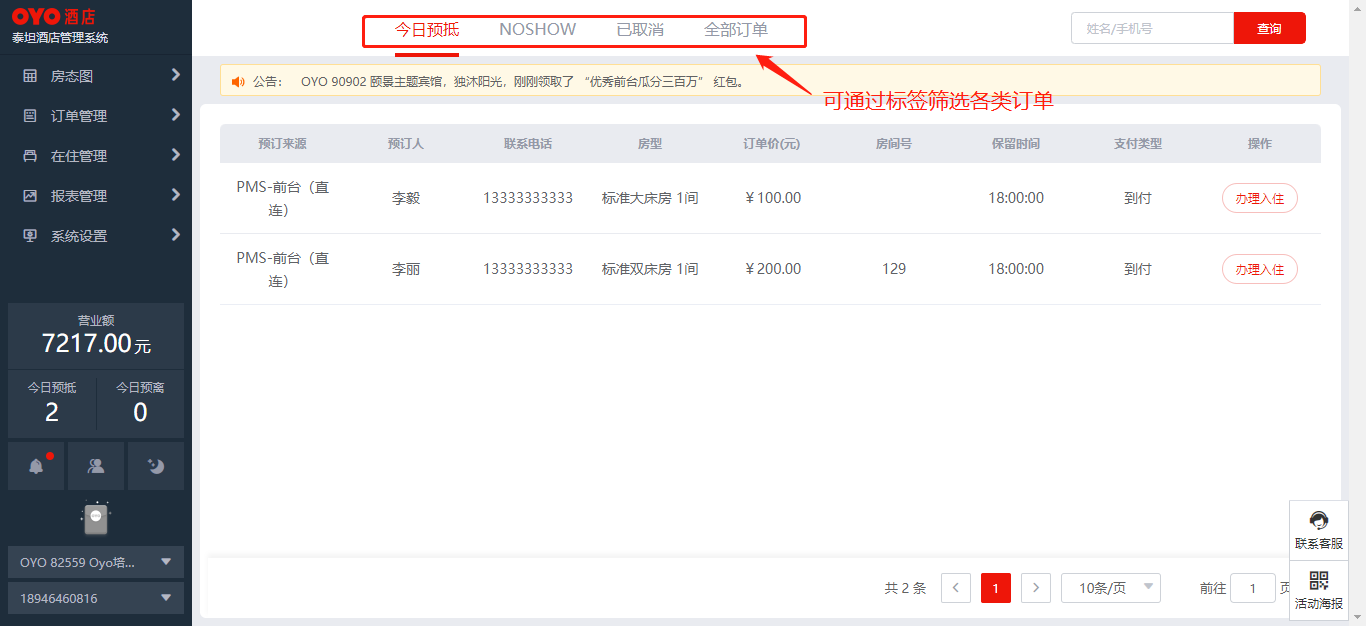 OYO 酒店
泰坦酒店管理系统
房态图
订单管理
在住管理
报表管理
系统设置
营业额
7217.00元
今日预抵 今日预离
2 0
OYO 82559 Oyo培...
18946460816
今日预抵 NOSHOW 已取消 全部订单
姓名/手机号 查询
公告: OYO 90902 颐景主题宾馆，独沐阳光，刚刚领取了 “优秀前台瓜分三百万” 红包。
可通过标签筛选各类订单
预订来源 预订人 联系电话 房型 订单价(元) 房间号 保留时间 支付类型 操作
PMS-前台（直
连） 李毅 13333333333 标准大床房 1间 ￥100.00 18:00:00 到付 办理入住
PMS-前台（直
连） 李丽 13333333333 标准双床房 1间 ￥200.00 129 18:00:00 到付 办理入住
共 2 条 1 10条/页 前往 1 页
联系客服
活动海报